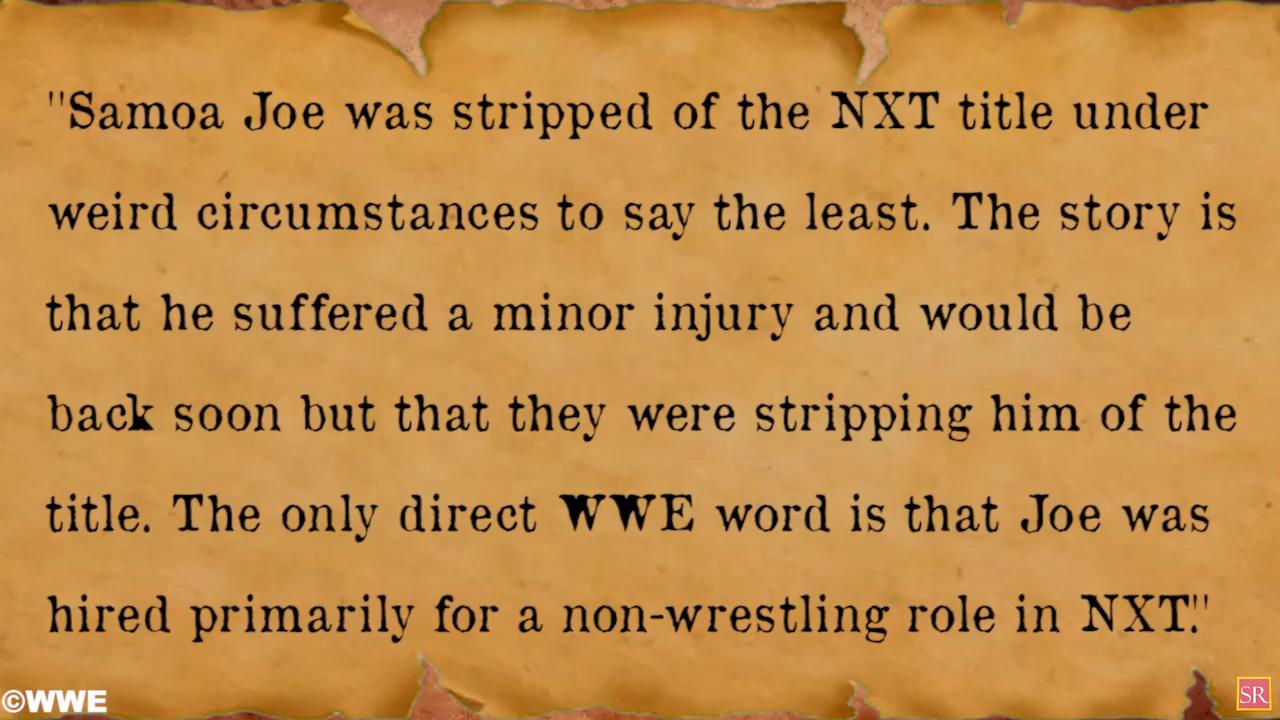 "Samoa Joe was stripped of the NXT title under
weird circumstances to say the least. The story is
that he suffered a minor injury and would be
back soon but that they were stripping him of the
title. The only direct WWE word is that Joe was
hired primarily for a non-wrestling role in NXT."
©WWE
SR